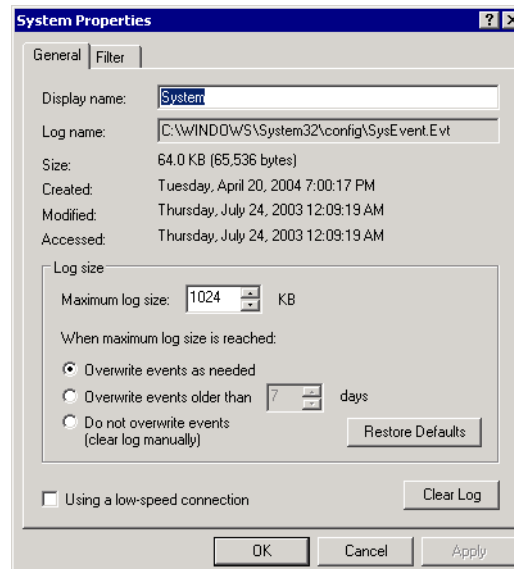 System Properties
General Filter
Display name: System
Log name: C:\WINDOWS\System32\config\SysEvent.Evt
Size: 64.0 KB (65,536 bytes)
Created: Tuesday, April 20, 2004 7:00:17 PM
Modified: Thursday, July 24, 2003 12:09:19 AM
Accessed: Thursday, July 24, 2003 12:09:19 AM
Log size
Maximum log size: 1024 KB
When maximum log size is reached:
Overwrite events as needed
Overwrite events older than 7 days
Do not overwrite events
(clear log manually) Restore Defaults
Using a low-speed connection Clear Log
OK Cancel Apply